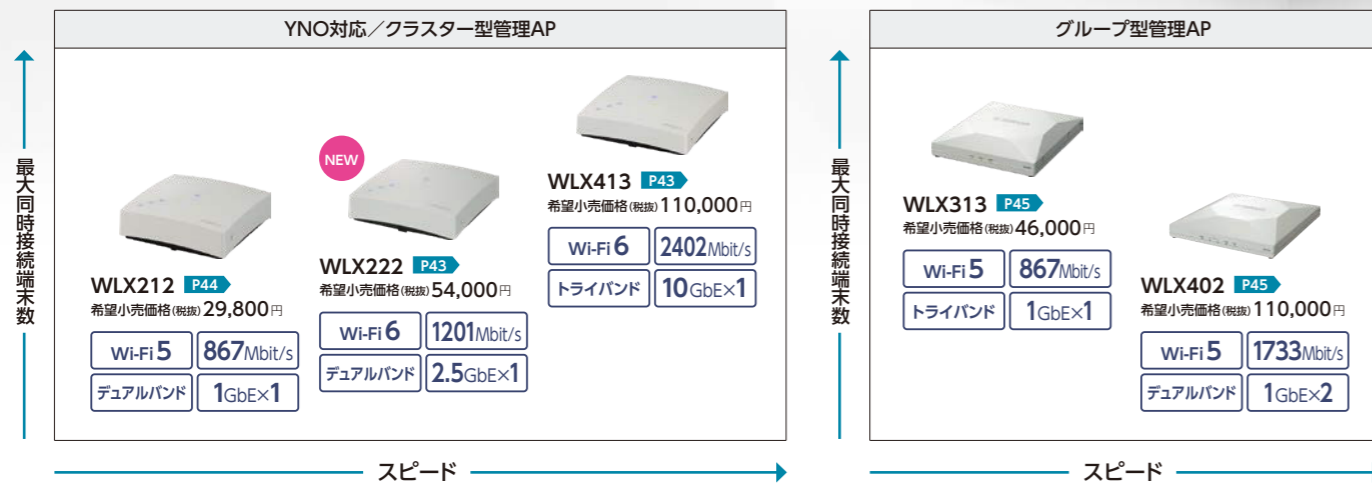 YNO対応／クラスター型管理AP
最大同時接続端末数
WLX212 P44
希望小売価格(税抜)29,800円
Wi-Fi 5 867Mbit/s
デュアルバンド 1GbE×1
NEW
WLX222 P43
希望小売価格(税抜)54,000円
Wi-Fi 6 1201Mbit/s
デュアルバンド 2.5GbE×1
WLX413 P43
希望小売価格(税抜)110,000円
Wi-Fi 6 2402Mbit/s
トライバンド 10GbE×1
スピード
グループ型管理AP
最大同時接続端末数
WLX313 P45
希望小売価格(税抜)46,000円
Wi-Fi 5 867Mbit/s
トライバンド 1GbE×1
WLX402 P45
希望小売価格(税抜)110,000円
Wi-Fi 5 1733Mbit/s
デュアルバンド 1GbE×2
スピード